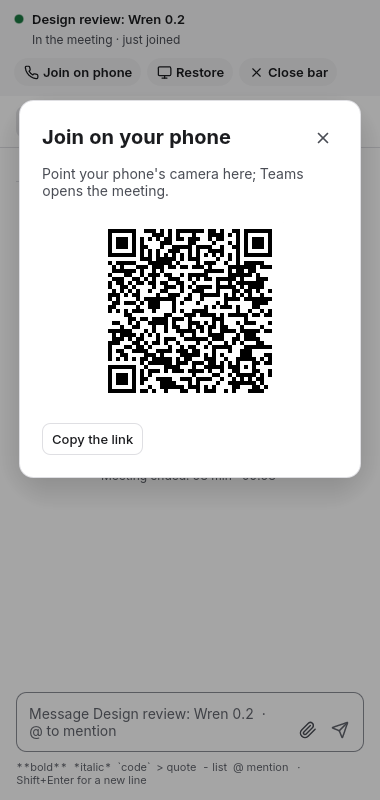 Design review: Wren 0.2
In the meeting · just joined
Join on phone Restore Close bar
Join on your phone
Point your phone's camera here; Teams
opens the meeting.
Copy the link
Message Design review: Wren 0.2 ·
@ to mention
**bold** *italic* `code` > quote - list @ mention ·
Shift+Enter for a new line